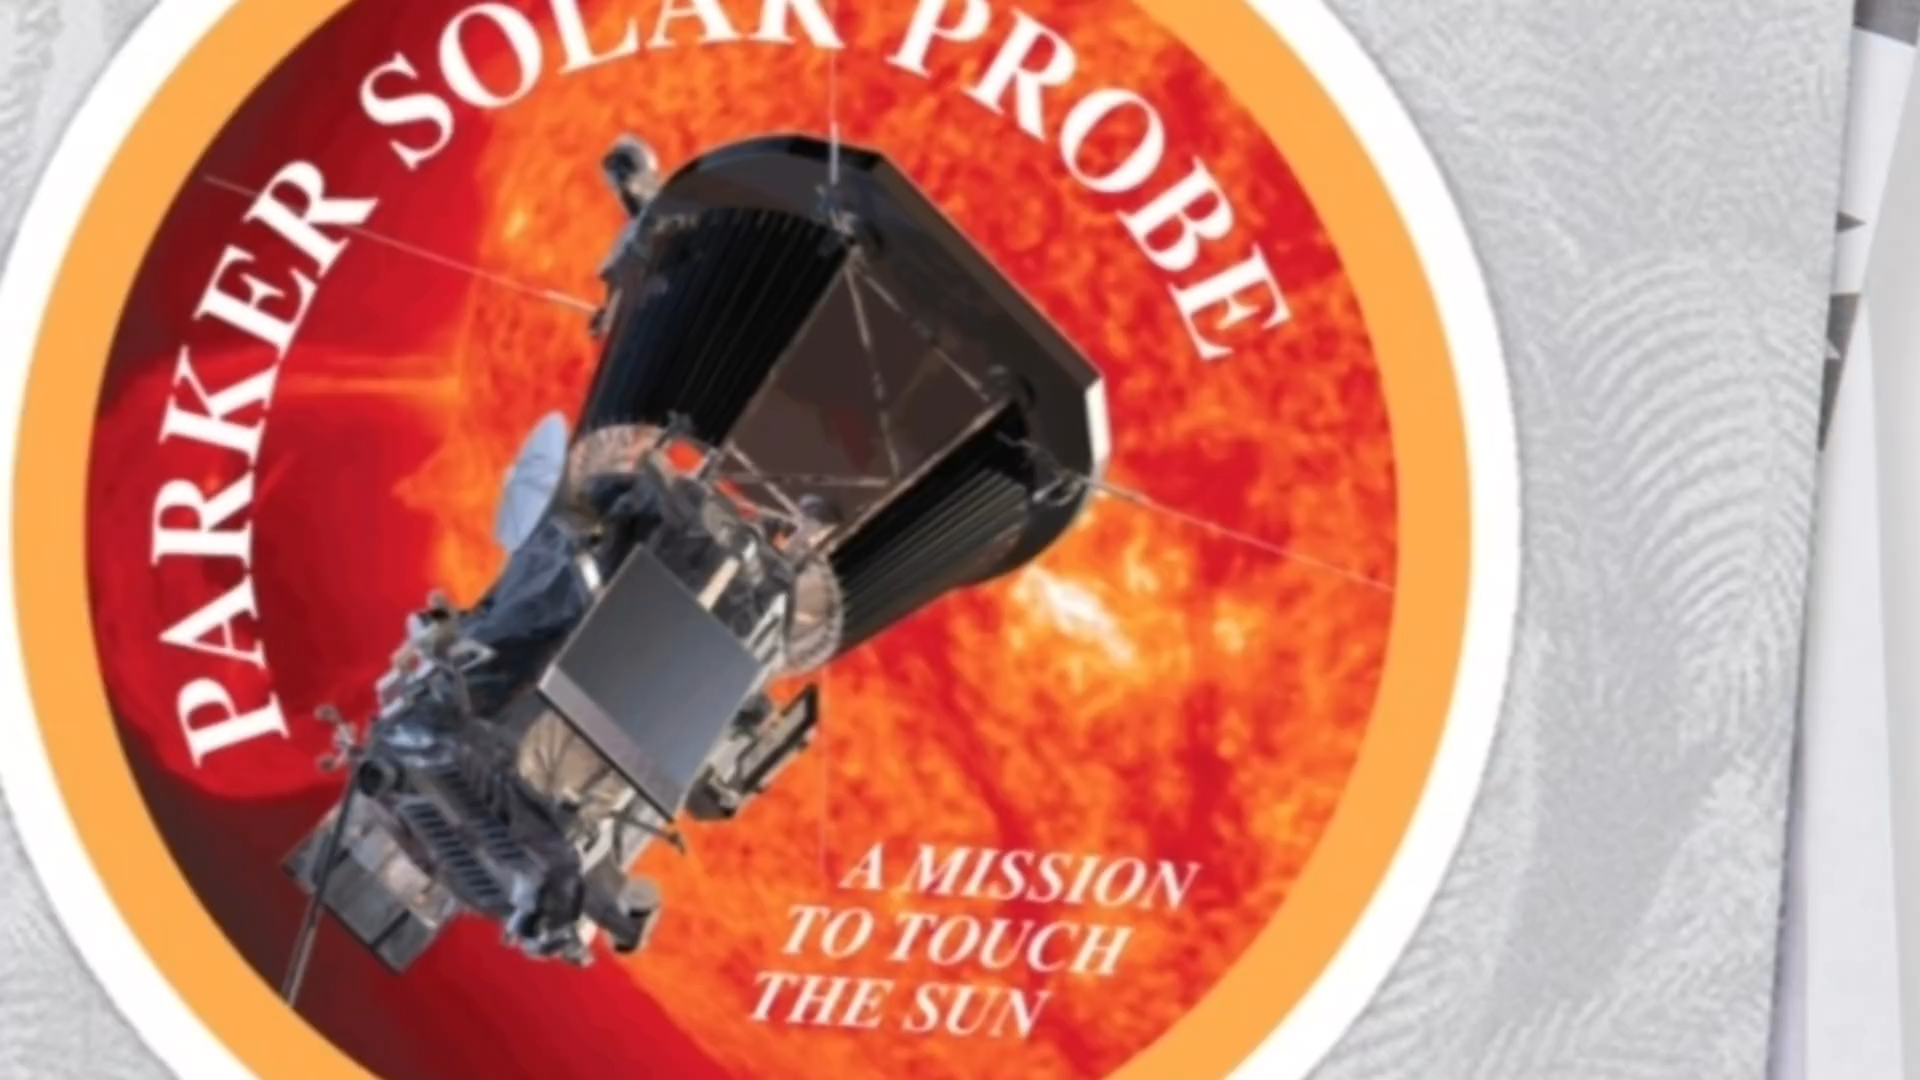 PARKER SOLAR PROBE
A MISSION
TO TOUCH
THE SUN